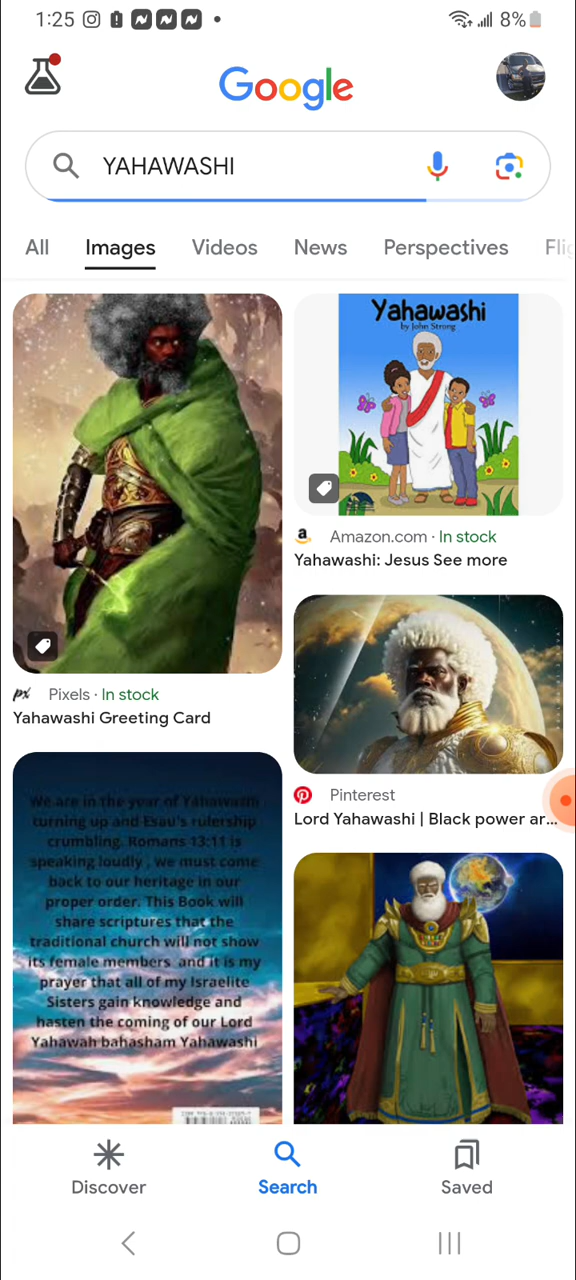 1:25
8%
Google
YAHAWASHI
All Images Videos News Perspectives Flig
Yahawashi
by John Strong
a Amazon.com · In stock
Yahawashi: Jesus See more
px Pixels · In stock
Yahawashi Greeting Card
Pinterest
Lord Yahawashi | Black power ar...
We are in the year of Yahawashi
turning up and Esau's rulership
crumbling. Romans 13:11 is
speaking loudly , we must come
back to our heritage in our
proper order. This Book will
share scriptures that the
traditional church will not show
its female members and it is my
prayer that all of my Israelite
Sisters gain knowledge and
hasten the coming of our Lord
Yahawah bahasham Yahawashi
Discover Search Saved